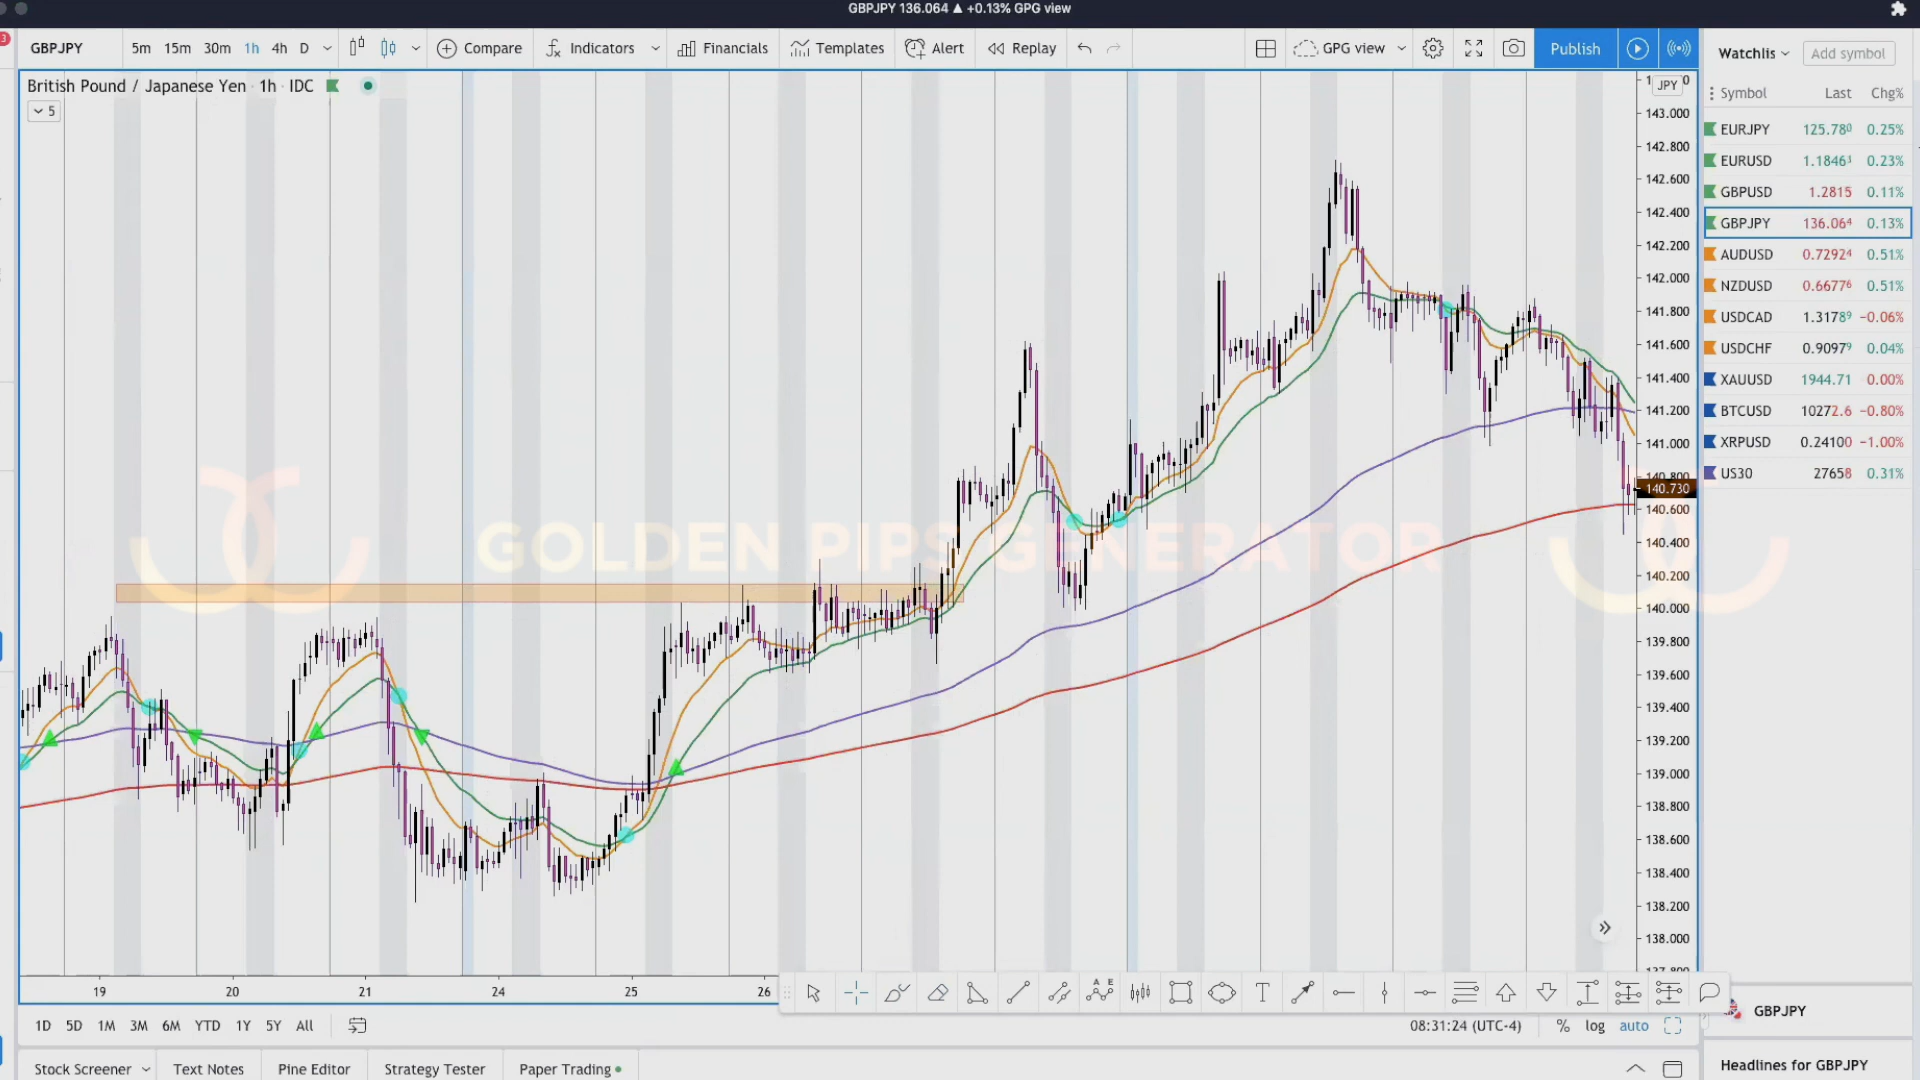 GBPJPY 136.064 ▲ +0.13% GPG view
GBPJPY 5m 15m 30m 1h 4h D Compare Indicators Financials Templates Alert Replay GPG view Publish
British Pound / Japanese Yen · 1h · IDC
5
JPY
143.000
142.800
142.600
142.400
142.200
142.000
141.800
141.600
141.400
141.200
141.000
140.800
140.730
140.600
140.400
140.200
140.000
139.800
139.600
139.400
139.200
139.000
138.800
138.600
138.400
138.200
138.000
137.800
GOLDEN PIPS GENERATOR
19 20 21 24 25 26
1D 5D 1M 3M 6M YTD 1Y 5Y All
08:31:24 (UTC-4) % log auto
Stock Screener Text Notes Pine Editor Strategy Tester Paper Trading
Watchlis Add symbol
Symbol Last Chg%
EURJPY 125.780 0.25%
EURUSD 1.18461 0.23%
GBPUSD 1.2815 0.11%
GBPJPY 136.064 0.13%
AUDUSD 0.72924 0.51%
NZDUSD 0.66776 0.51%
USDCAD 1.31789 −0.06%
USDCHF 0.90979 0.04%
XAUUSD 1944.71 0.00%
BTCUSD 10272.6 −0.80%
XRPUSD 0.24100 −1.00%
US30 27658 0.31%
GBPJPY
Headlines for GBPJPY